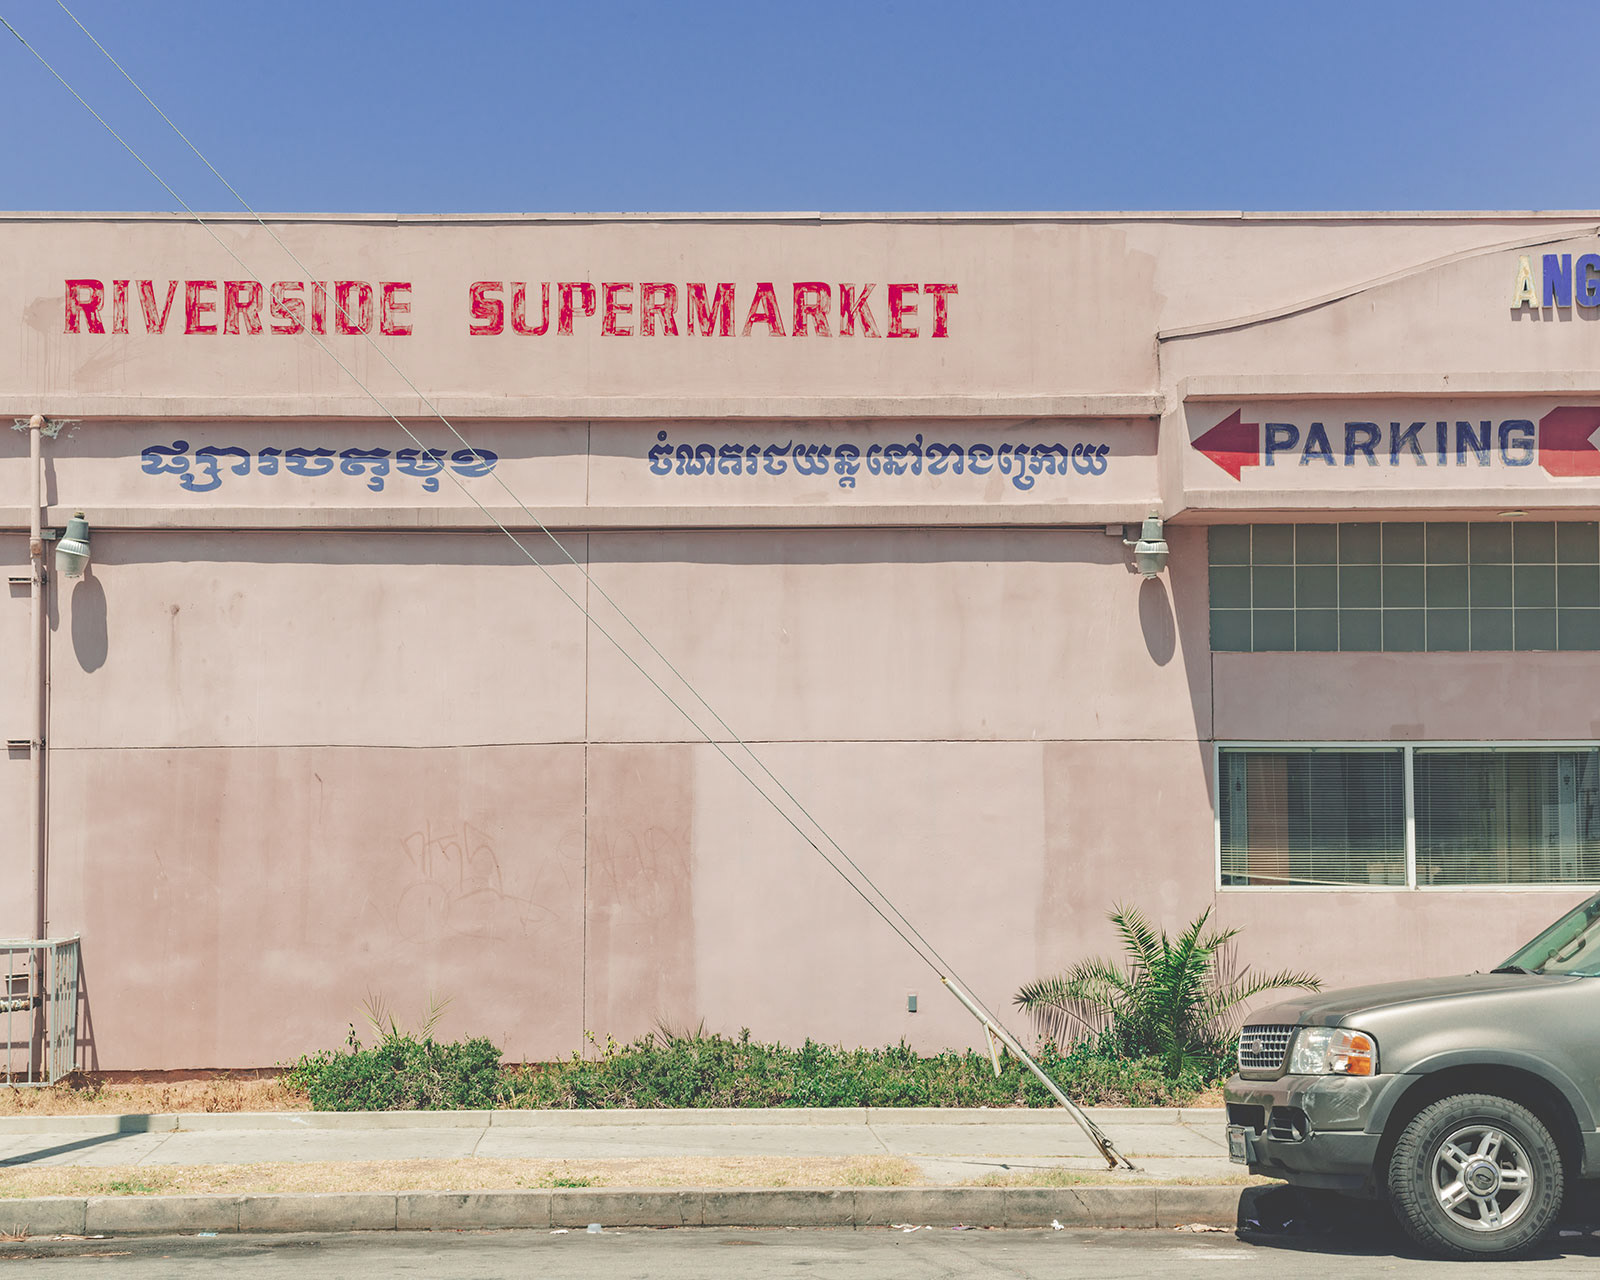 RIVERSIDE SUPERMARKET
ANG
ផ្សារចតុមុខ
ចំណតរថយន្តនៅខាងក្រោយ
PARKING